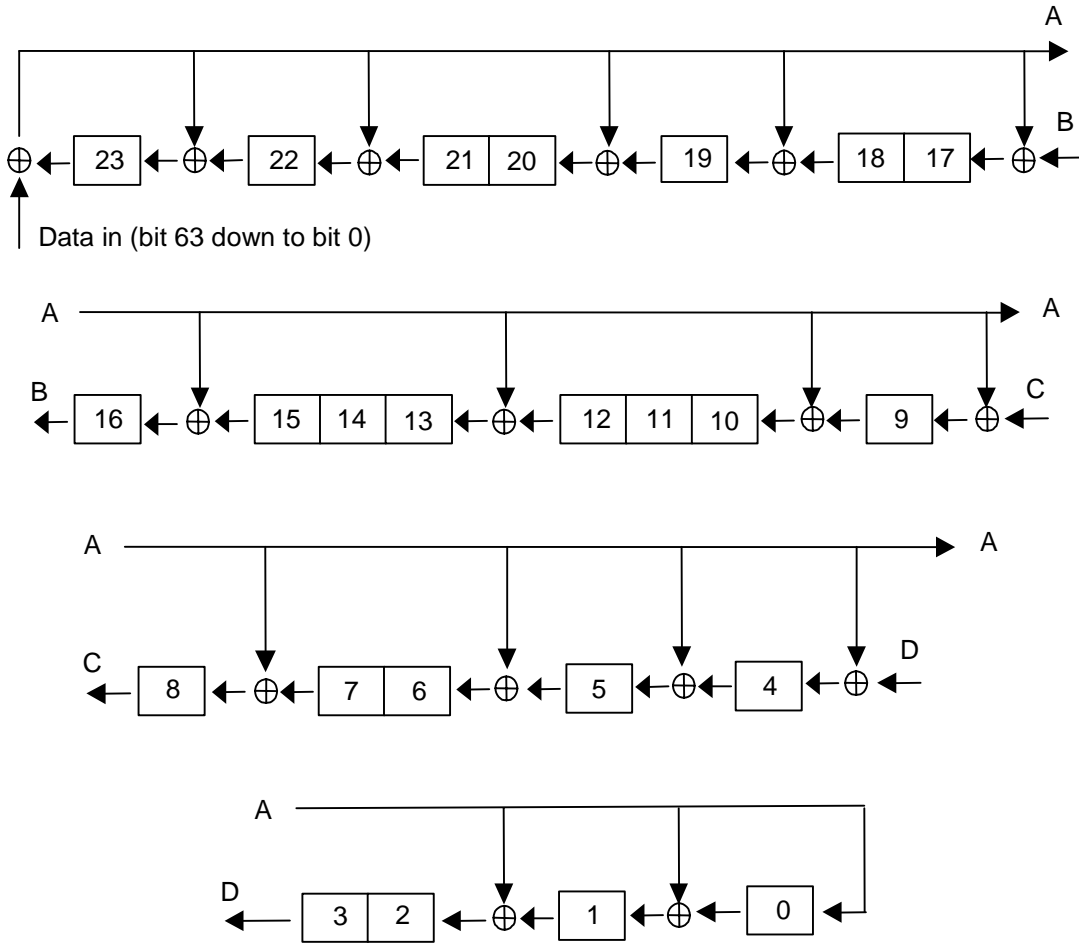 A
B
23 22 21 20 19 18 17
Data in (bit 63 down to bit 0)
A A
B C
16 15 14 13 12 11 10 9
A A
C D
8 7 6 5 4
A
D
3 2 1 0